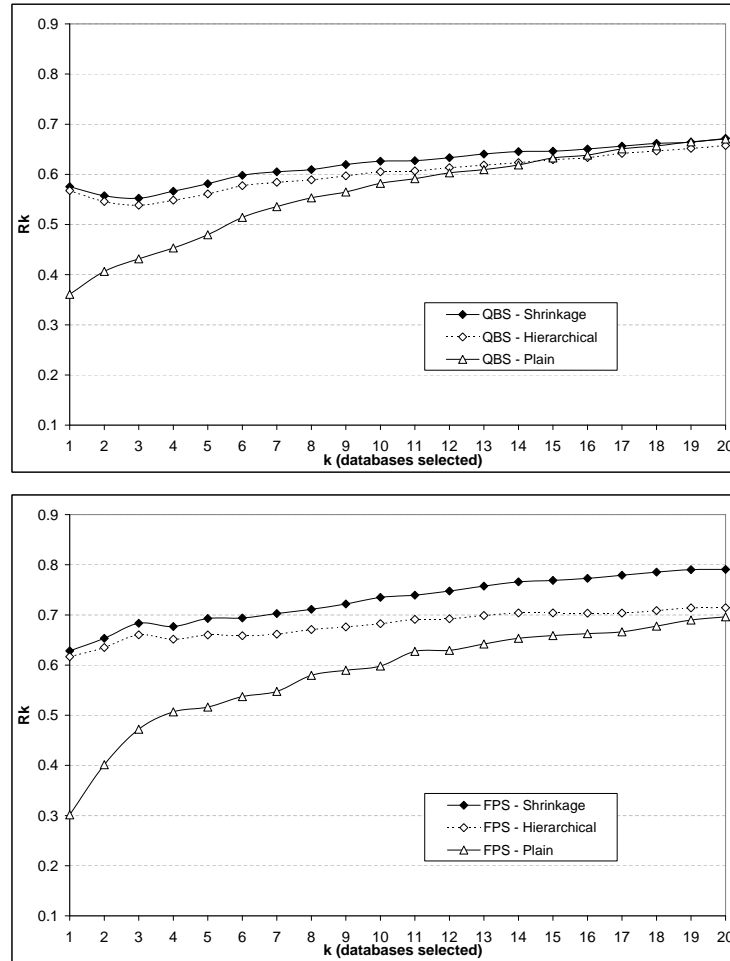 0.9
0.8
0.7
0.6
0.5
0.4
0.3
0.2
0.1
Rk
QBS - Shrinkage
QBS - Hierarchical
QBS - Plain
1 2 3 4 5 6 7 8 9 10 11 12 13 14 15 16 17 18 19 20
k (databases selected)
0.9
0.8
0.7
0.6
0.5
0.4
0.3
0.2
0.1
Rk
FPS - Shrinkage
FPS - Hierarchical
FPS - Plain
1 2 3 4 5 6 7 8 9 10 11 12 13 14 15 16 17 18 19 20
k (databases selected)